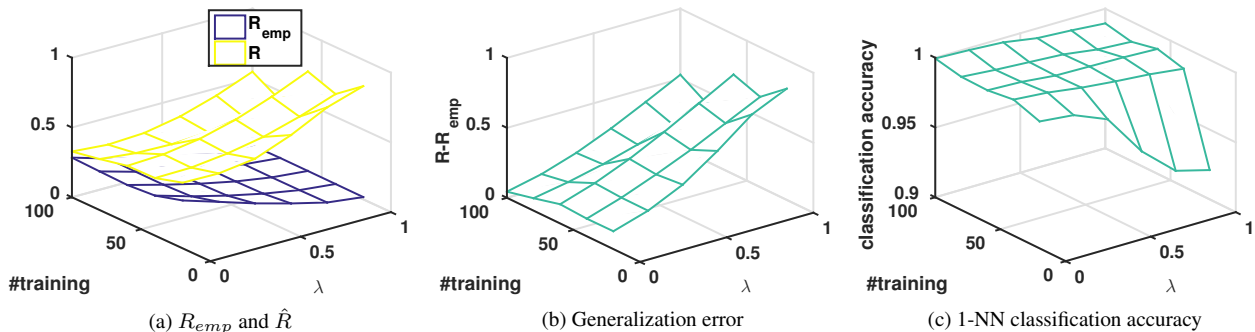 R_emp
R
1
0.5
0
100
50
0
0
0.5
1
#training
λ
(a) R_emp and R̂
R-R_emp
1
0.5
0
100
50
0
0
0.5
1
#training
λ
(b) Generalization error
classification accuracy
1
0.95
0.9
100
50
0
0
0.5
1
#training
λ
(c) 1-NN classification accuracy